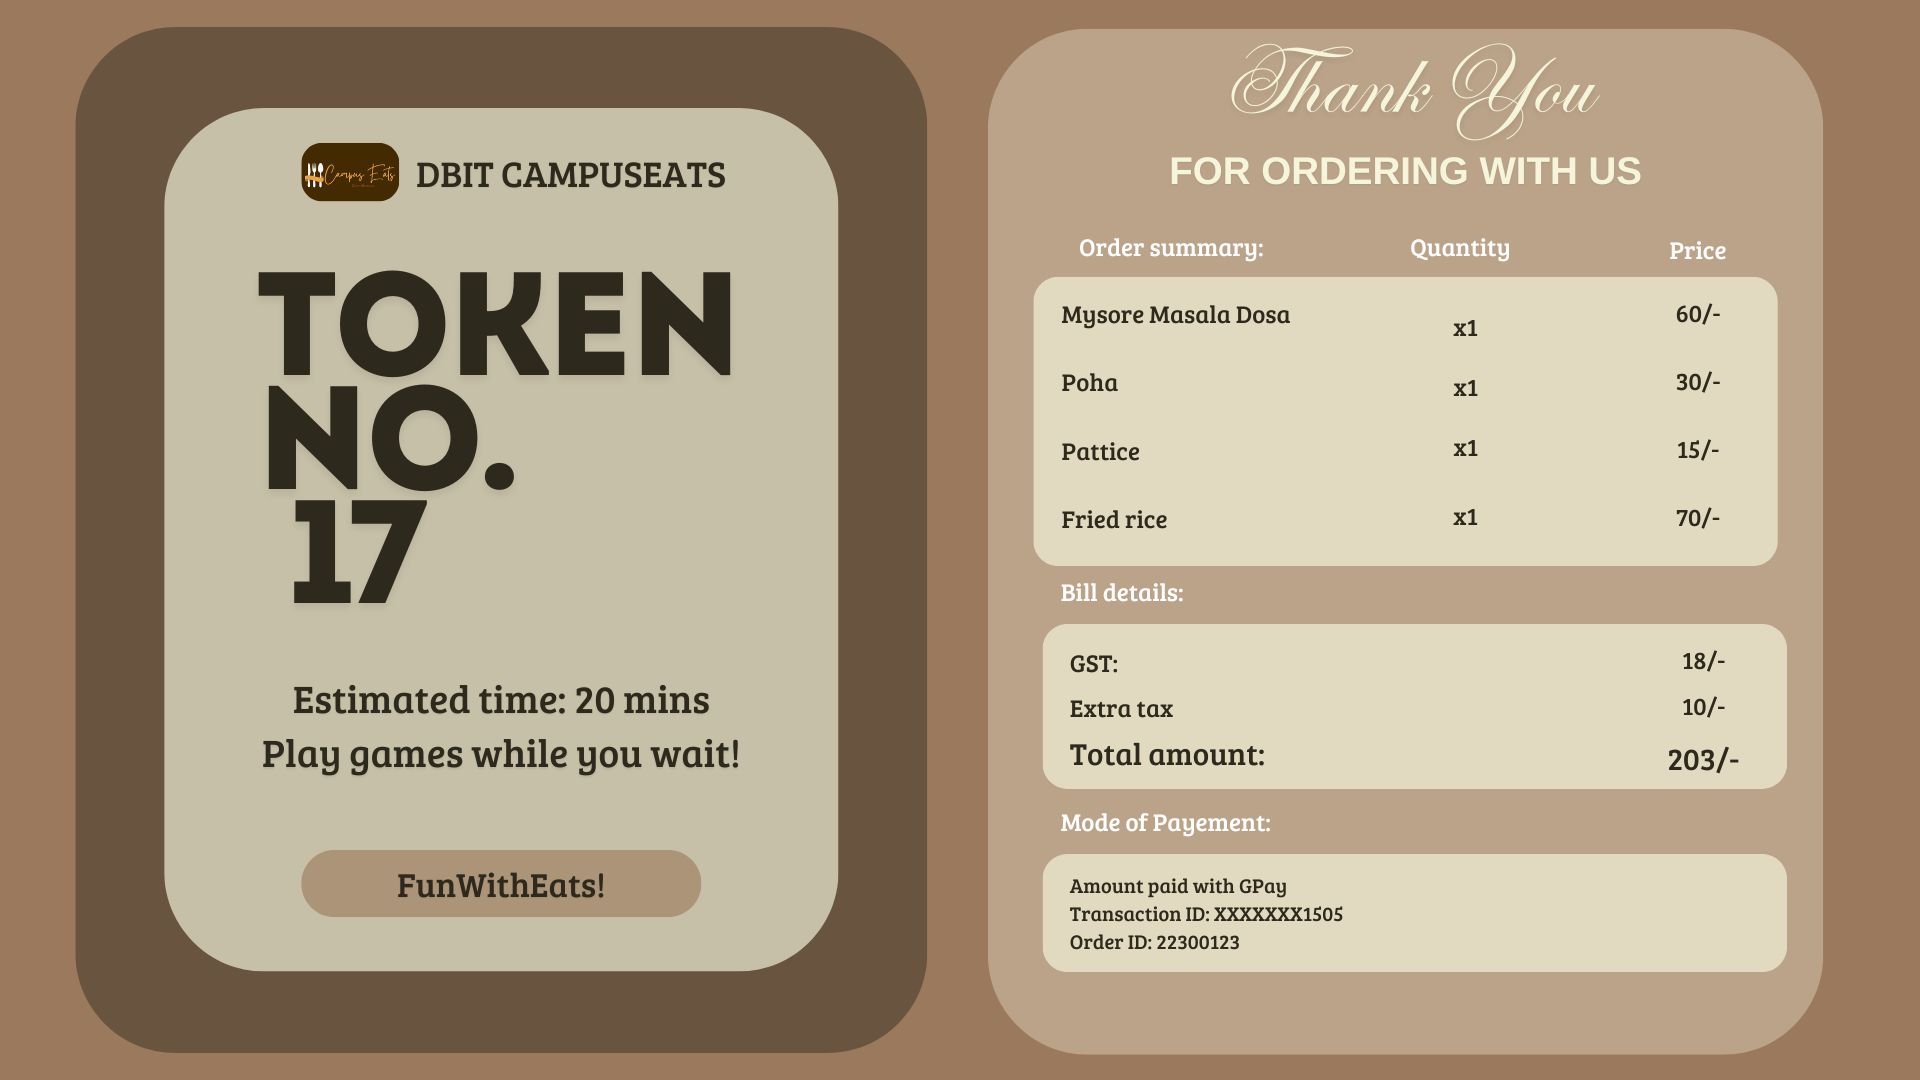 Campus Eats
DBIT CAMPUSEATS
TOKEN
NO.
17
Estimated time: 20 mins
Play games while you wait!
FunWithEats!
Thank You
FOR ORDERING WITH US
Order summary: Quantity Price
Mysore Masala Dosa x1 60/-
Poha x1 30/-
Pattice x1 15/-
Fried rice x1 70/-
Bill details:
GST: 18/-
Extra tax 10/-
Total amount: 203/-
Mode of Payement:
Amount paid with GPay
Transaction ID: XXXXXXX1505
Order ID: 22300123